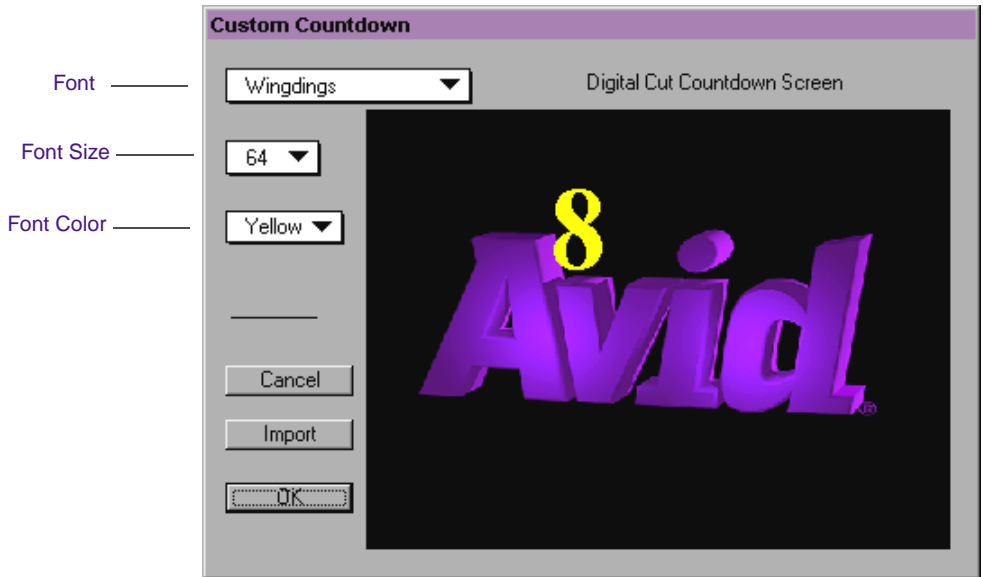 Custom Countdown
Font
Wingdings
Digital Cut Countdown Screen
Font Size
64
8
Font Color
Yellow
Avid®
Cancel
Import
OK